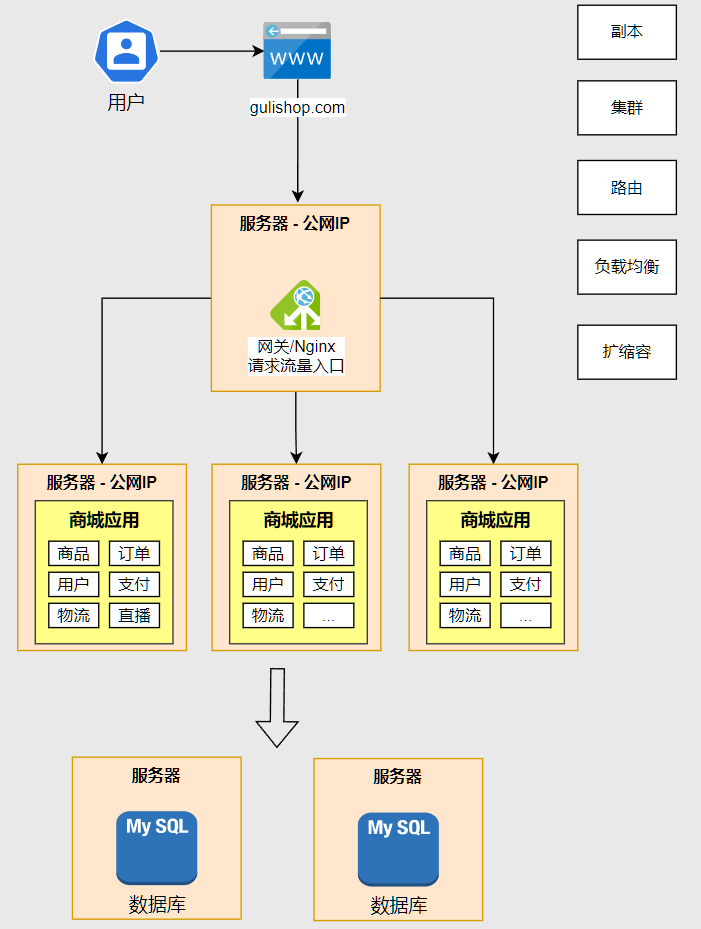 用户
WWW
gulishop.com
副本
集群
路由
负载均衡
扩缩容
服务器 - 公网IP
网关/Nginx
请求流量入口
服务器 - 公网IP
商城应用
商品 订单
用户 支付
物流 直播
服务器 - 公网IP
商城应用
商品 订单
用户 支付
物流 ...
服务器 - 公网IP
商城应用
商品 订单
用户 支付
物流 ...
服务器
My SQL
数据库
服务器
My SQL
数据库